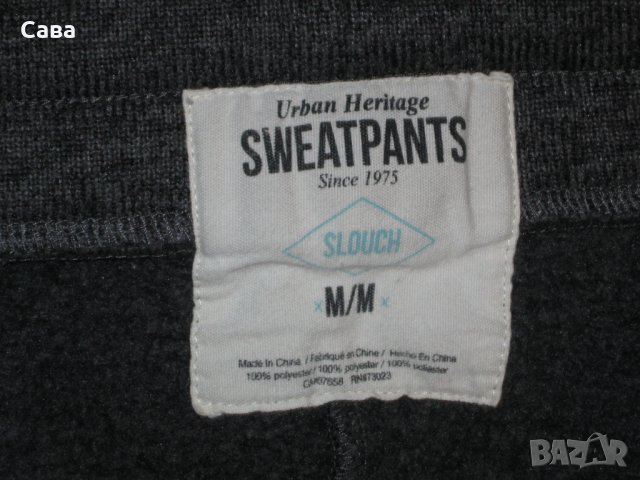 Сава
Urban Heritage
SWEATPANTS
Since 1975
SLOUCH
x M/M x
Made In China / Fabriqué en Chine / Hecho En China
100% polyester/ 100% polyester / 100% poliéster
BAZAR